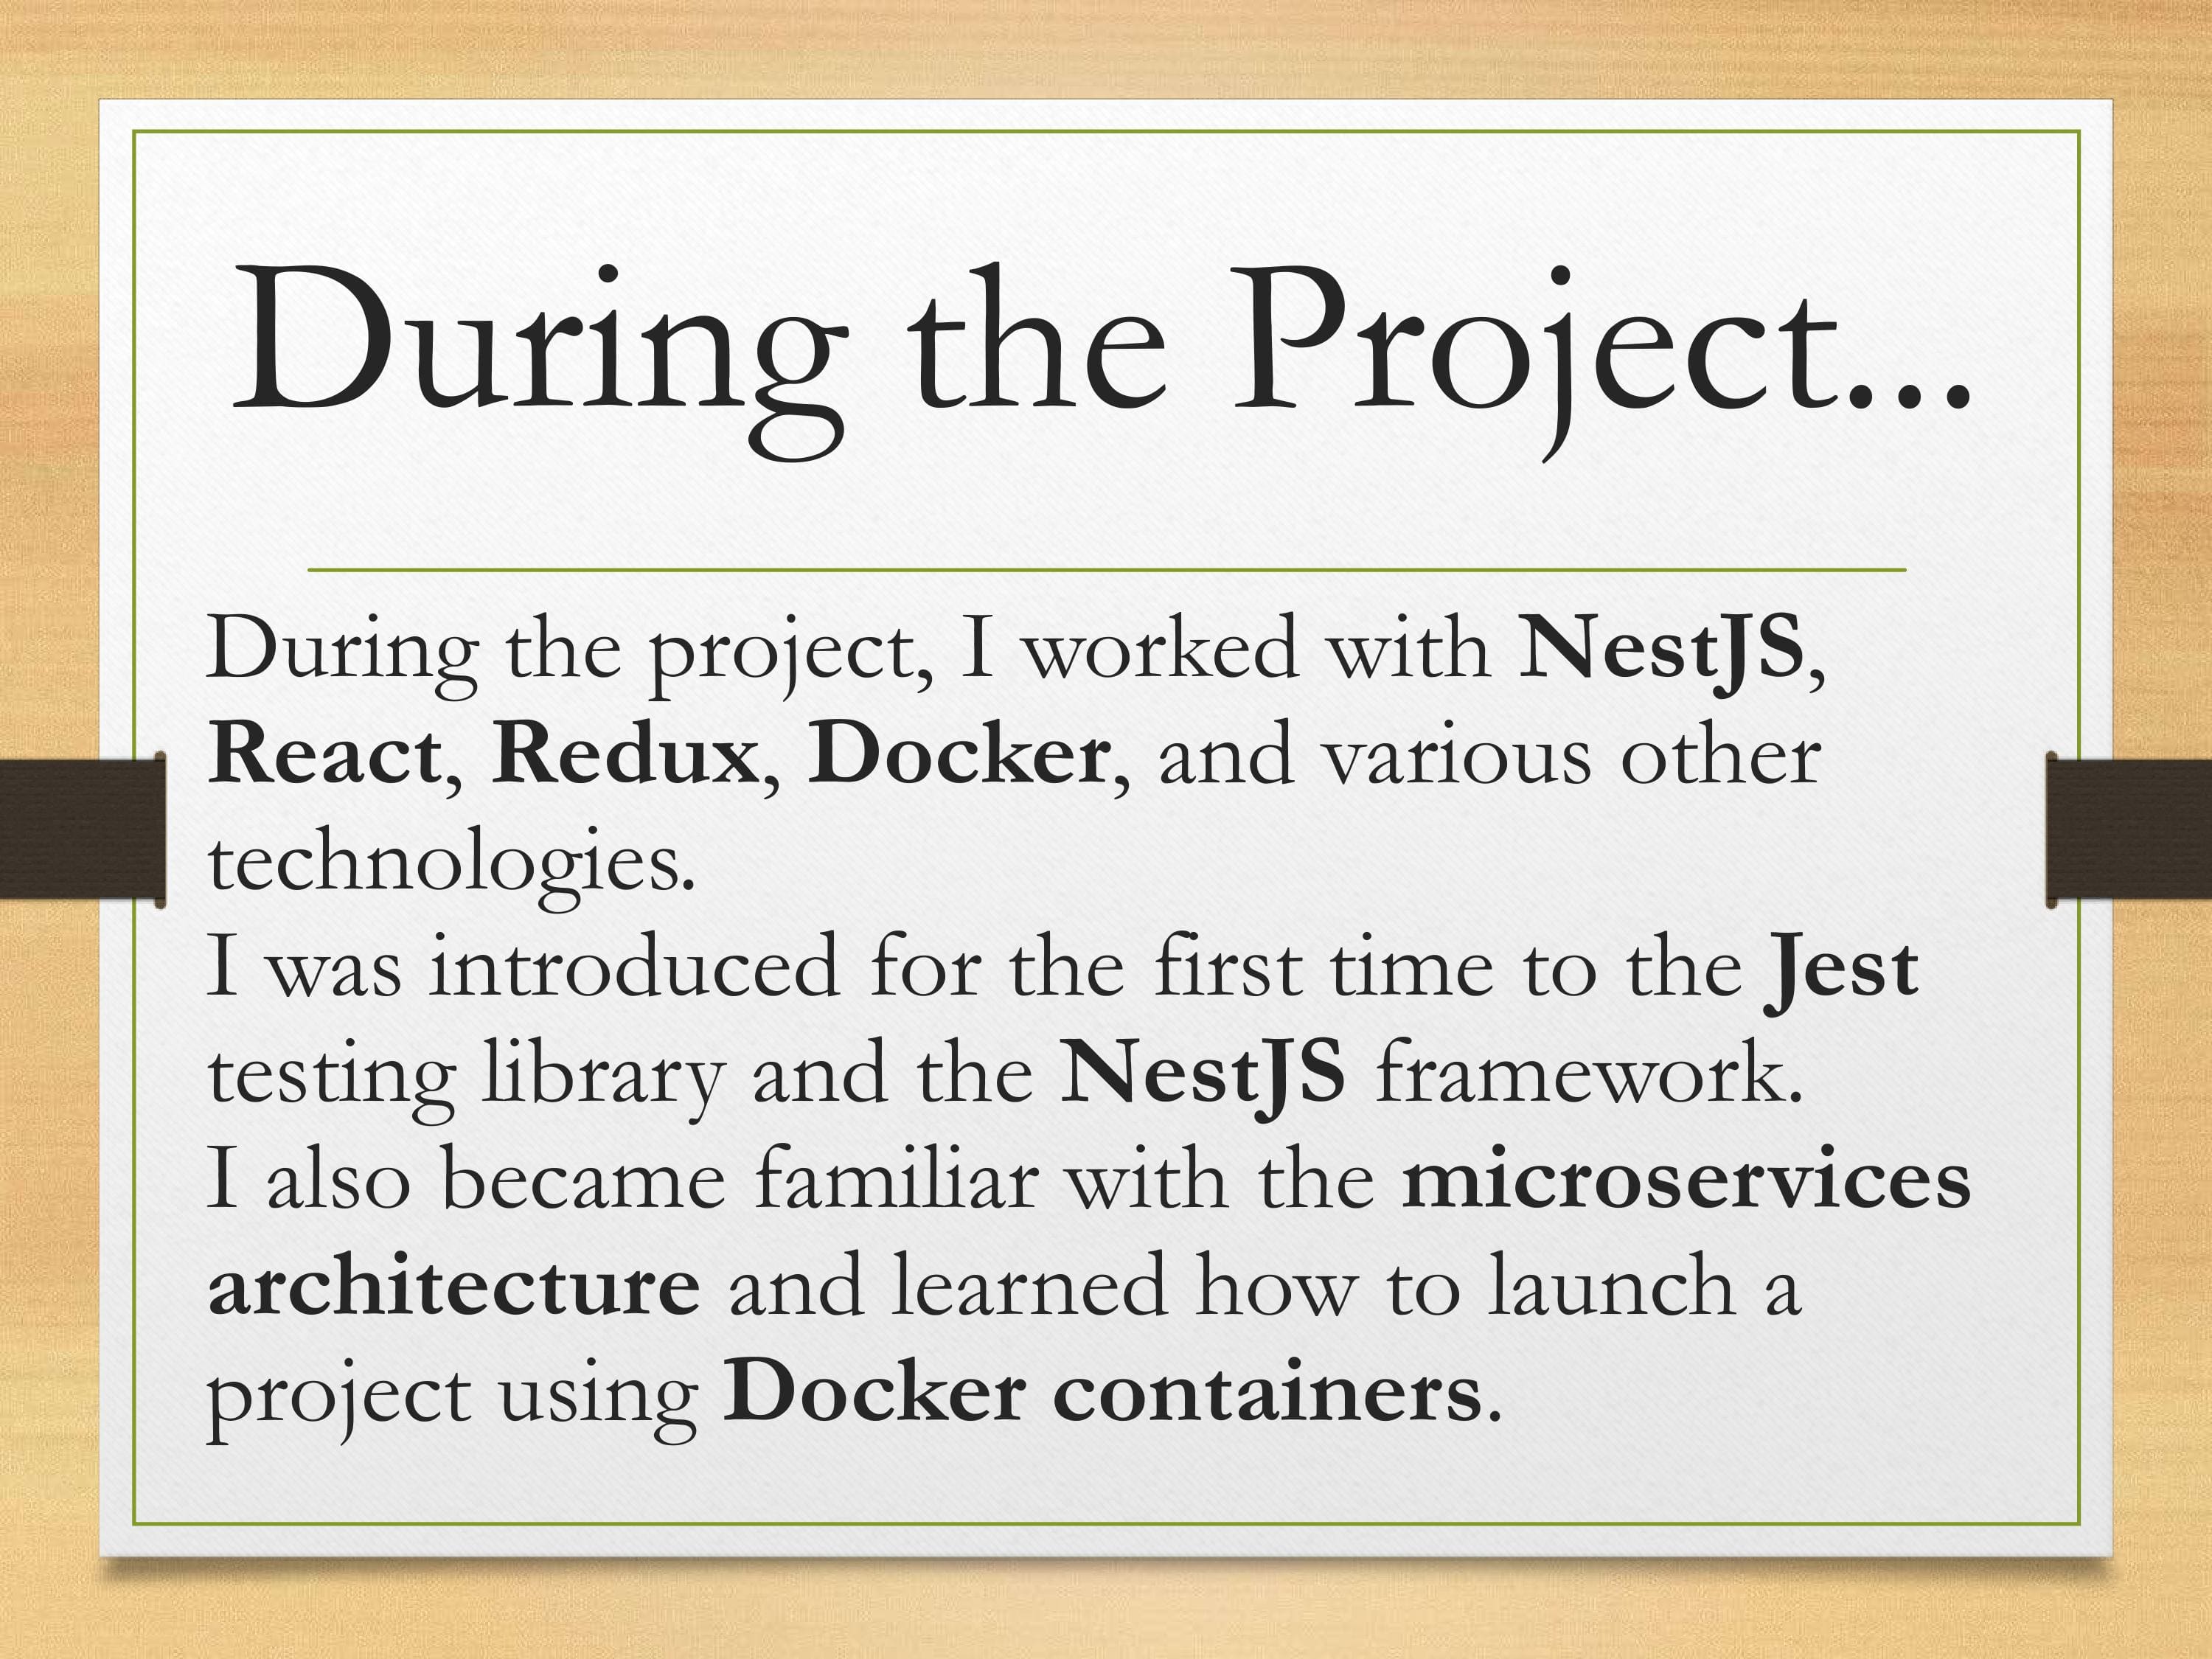 During the Project...
During the project, I worked with NestJS,
React, Redux, Docker, and various other
technologies.
I was introduced for the first time to the Jest
testing library and the NestJS framework.
I also became familiar with the microservices
architecture and learned how to launch a
project using Docker containers.